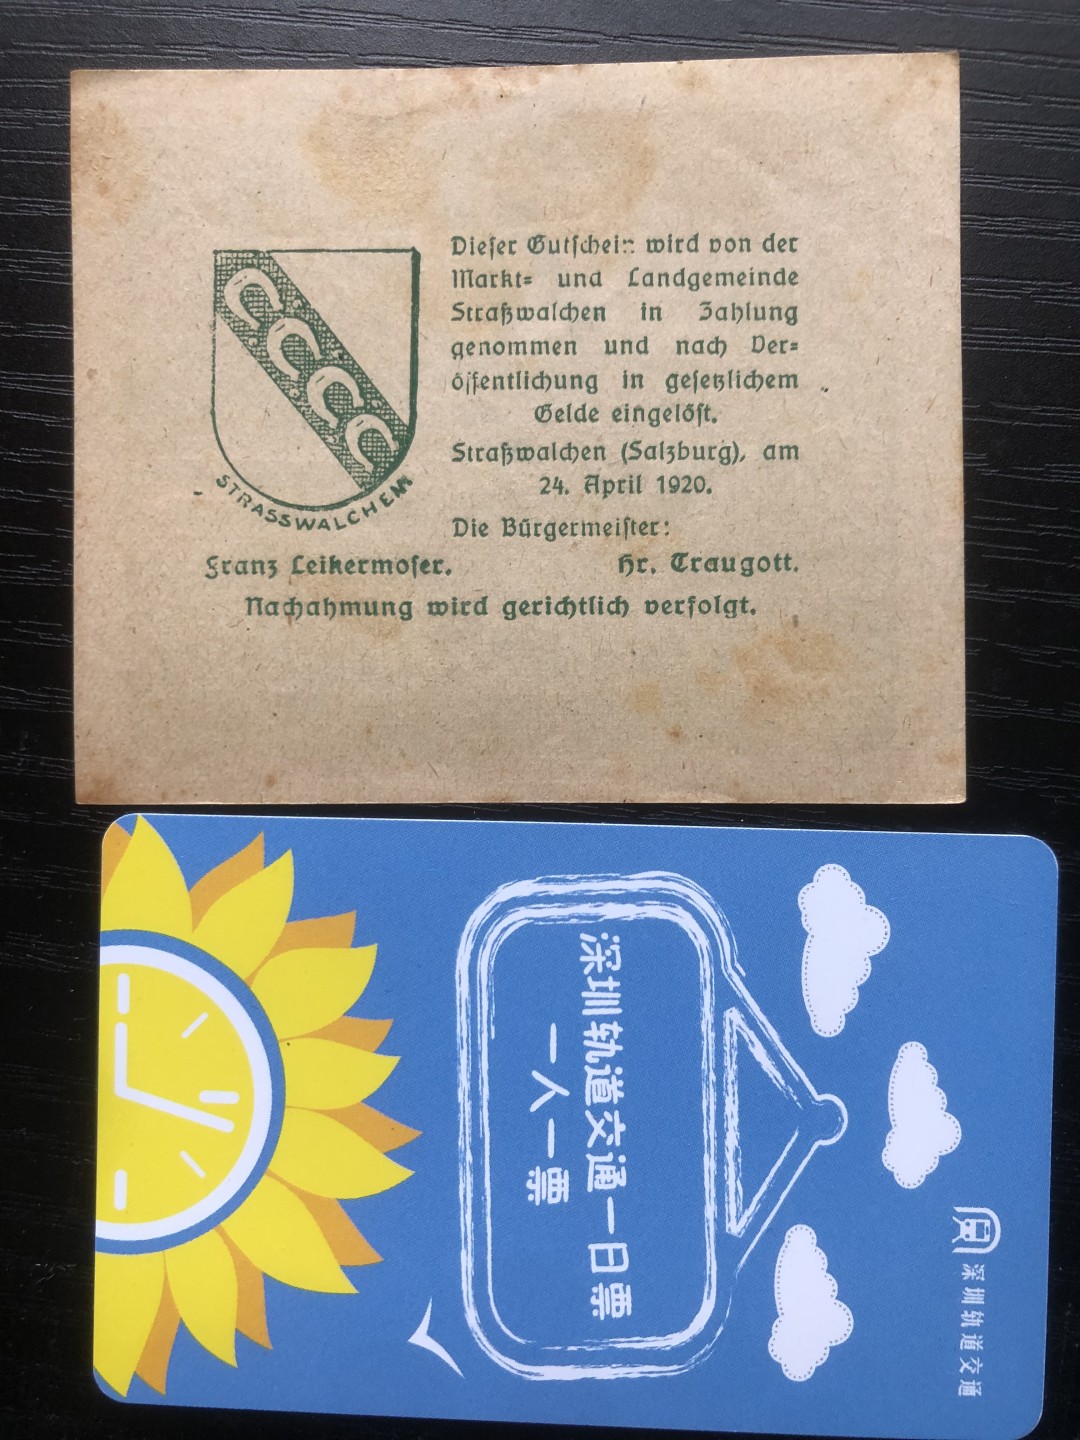 Dieser Gutschein wird von der
Markt= und Landgemeinde
Straßwalchen in Zahlung
genommen und nach Ver=
öffentlichung in gesetzlichem
Gelde eingelöst.
Straßwalchen (Salzburg), am
24. April 1920.
Die Bürgermeister:
Franz Leikermoser. Hr. Traugott.
Nachahmung wird gerichtlich verfolgt.
CCCC
STRASSWALCHEN
深圳轨道交通
深圳轨道交通一日票
一人一票